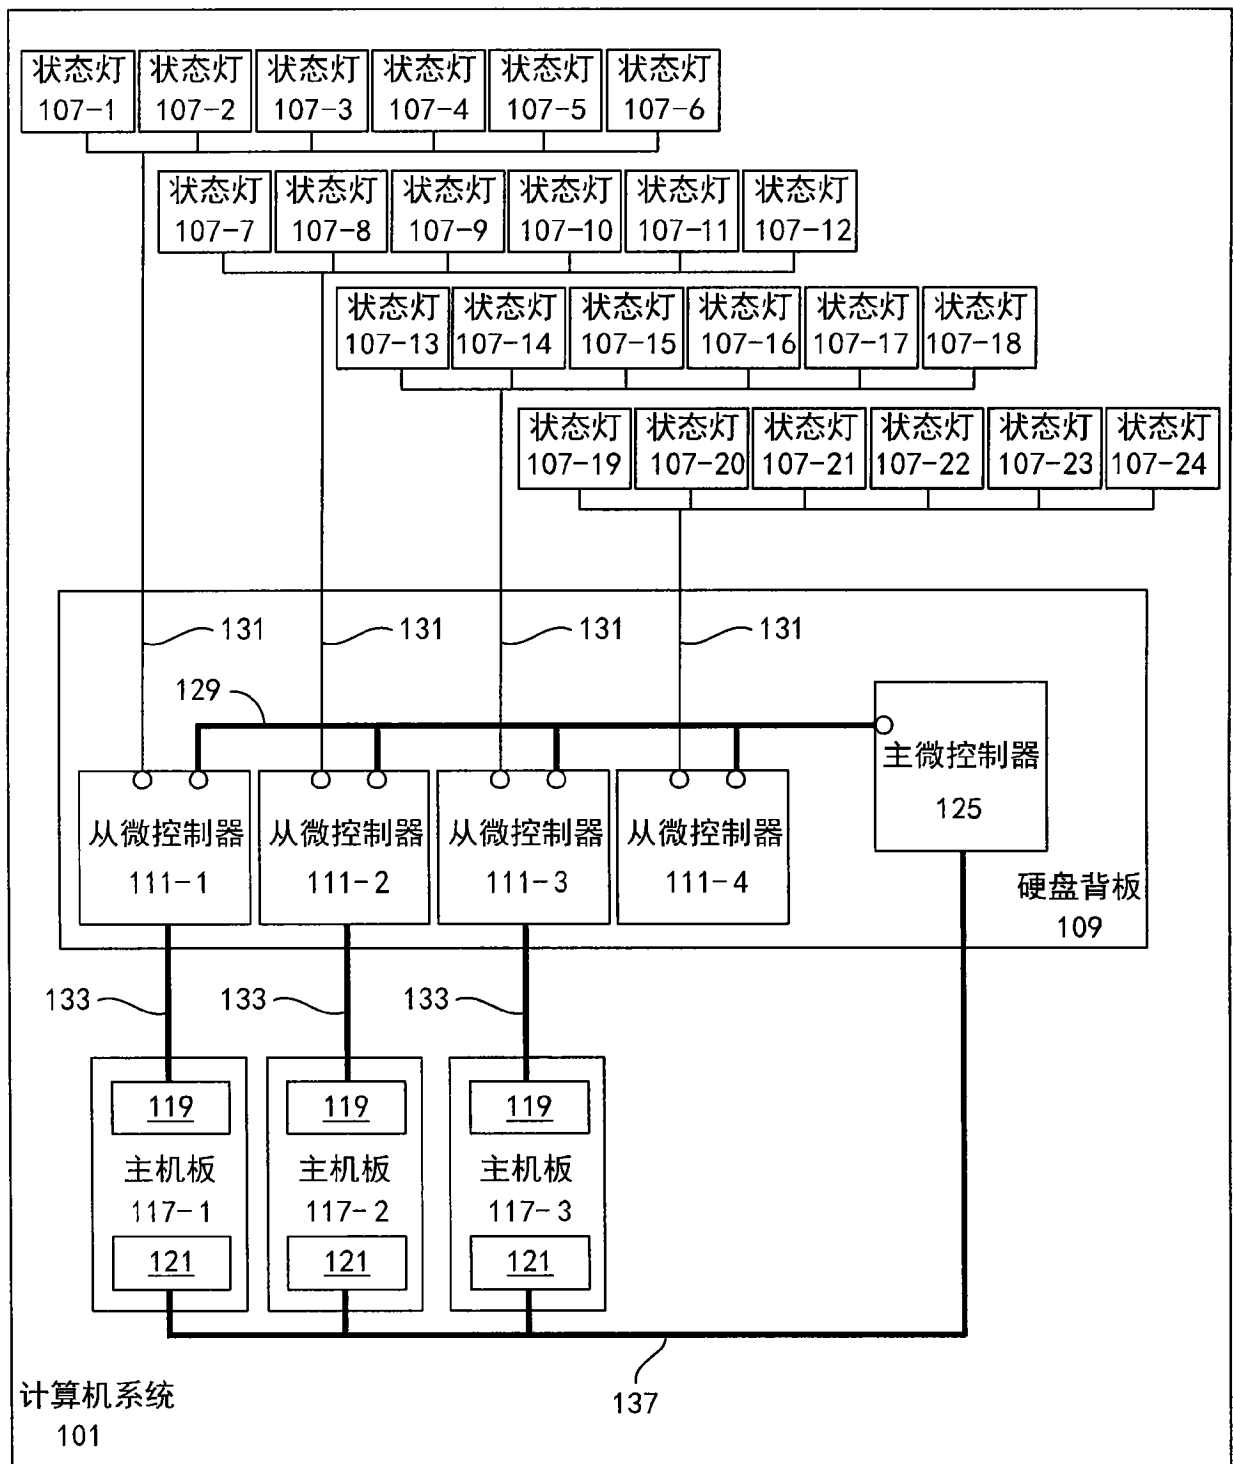 状态灯 状态灯 状态灯 状态灯 状态灯 状态灯
107-1 107-2 107-3 107-4 107-5 107-6
状态灯 状态灯 状态灯 状态灯 状态灯 状态灯
107-7 107-8 107-9 107-10 107-11 107-12
状态灯 状态灯 状态灯 状态灯 状态灯 状态灯
107-13 107-14 107-15 107-16 107-17 107-18
状态灯 状态灯 状态灯 状态灯 状态灯 状态灯
107-19 107-20 107-21 107-22 107-23 107-24
131 131 131 131
129
主微控制器
125
从微控制器 从微控制器 从微控制器 从微控制器
111-1 111-2 111-3 111-4
硬盘背板
109
133 133 133
119 119 119
主机板 主机板 主机板
117-1 117-2 117-3
121 121 121
137
计算机系统
101